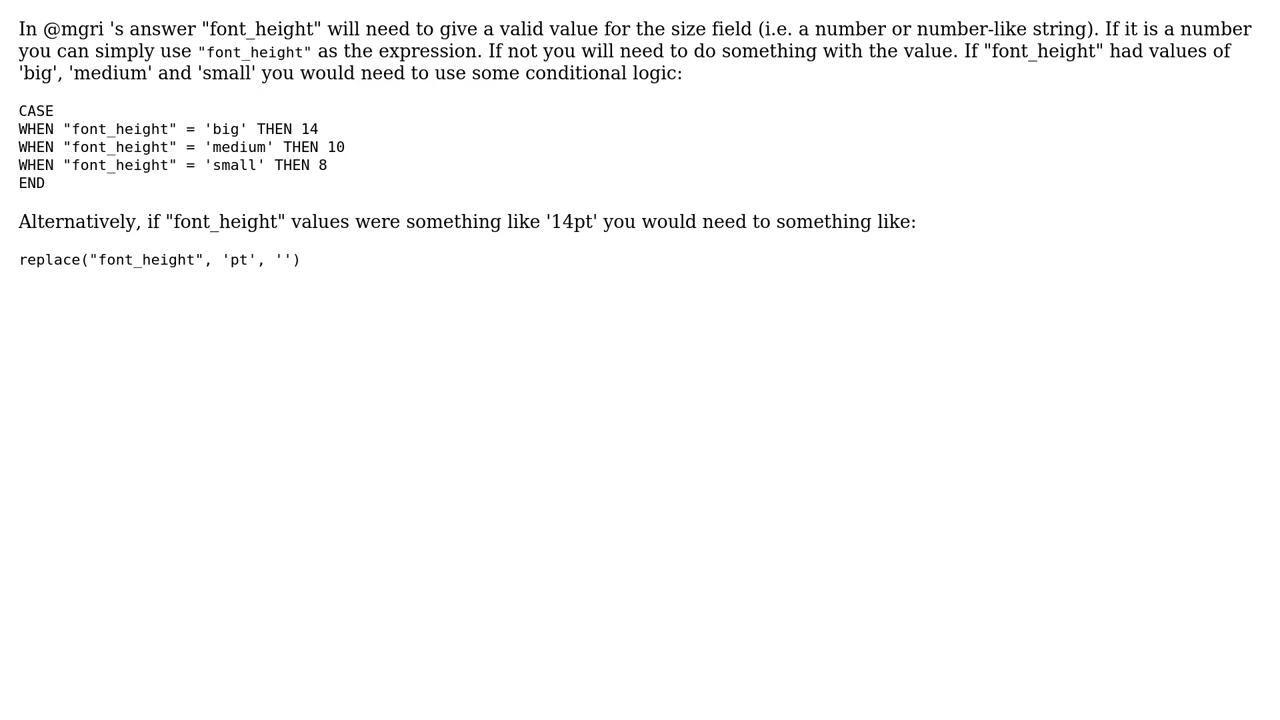 In @mgri 's answer "font_height" will need to give a valid value for the size field (i.e. a number or number-like string). If it is a number
you can simply use "font_height" as the expression. If not you will need to do something with the value. If "font_height" had values of
'big', 'medium' and 'small' you would need to use some conditional logic:
CASE
WHEN "font_height" = 'big' THEN 14
WHEN "font_height" = 'medium' THEN 10
WHEN "font_height" = 'small' THEN 8
END
Alternatively, if "font_height" values were something like '14pt' you would need to something like:
replace("font_height", 'pt', '')